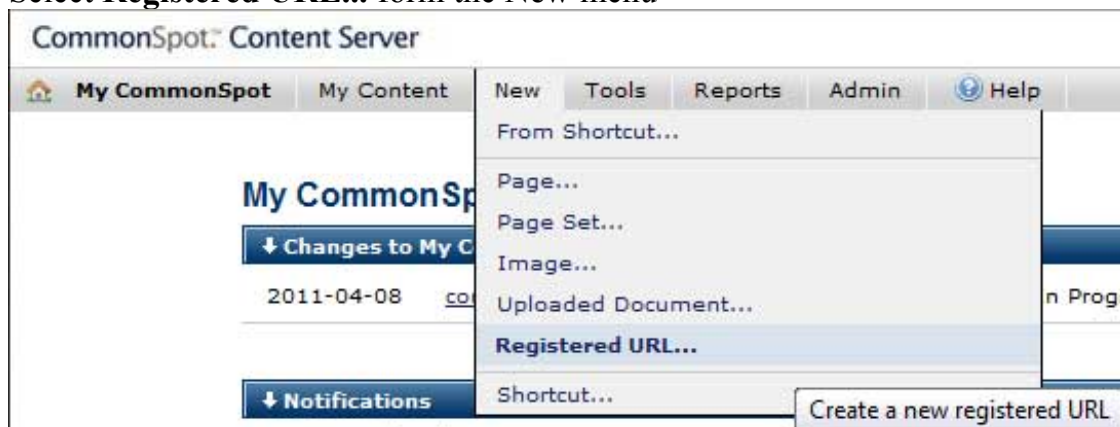 Select Registered URL... form the New menu
CommonSpot™ Content Server
My CommonSpot My Content New Tools Reports Admin Help
From Shortcut...
My CommonSp Page...
Page Set...
Changes to My C
Image...
2011-04-08 co Uploaded Document... n Prog
Registered URL...
Notifications Shortcut...
Create a new registered URL